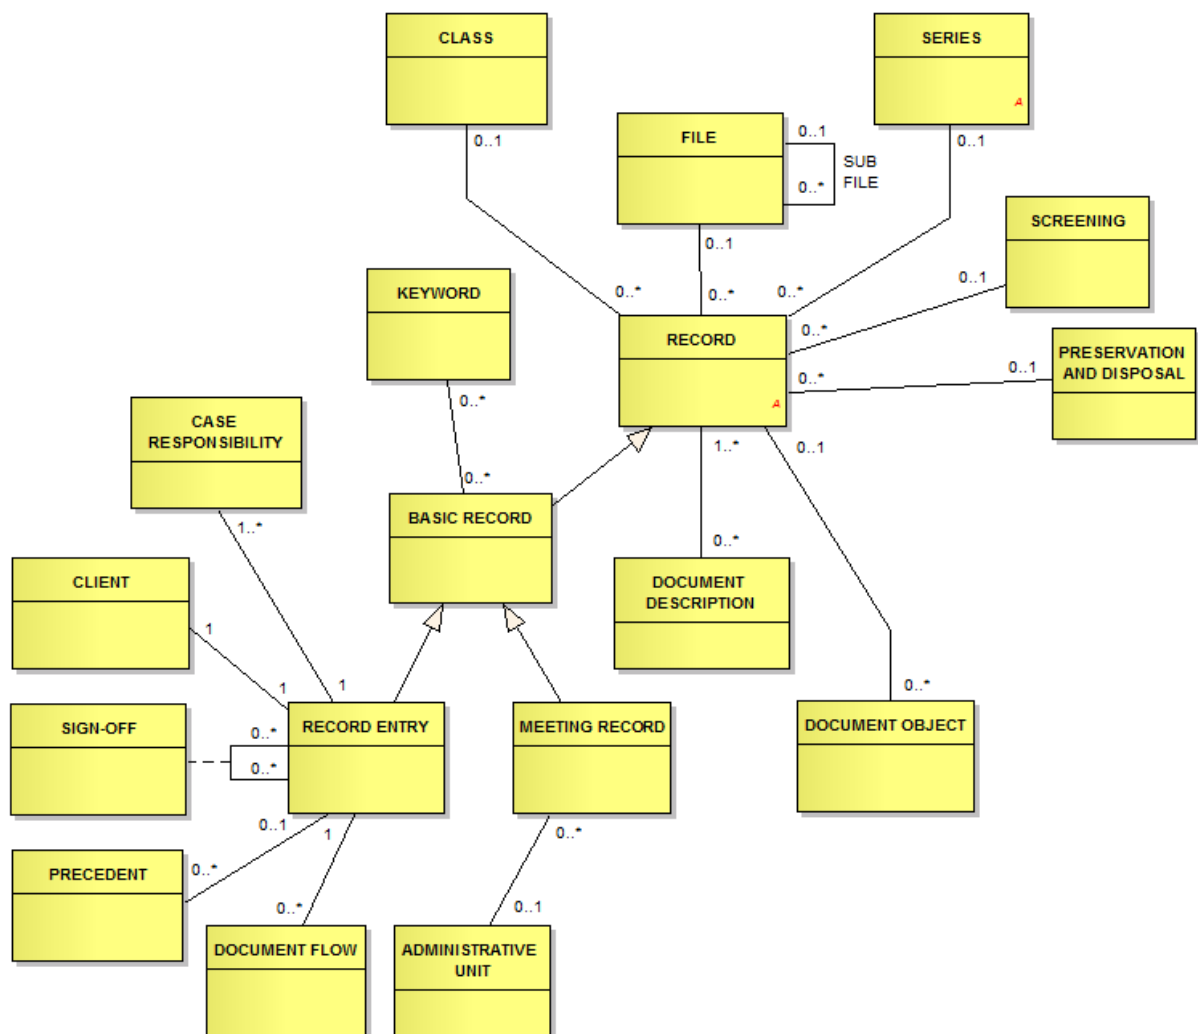 CLASS
SERIES
A
0..1
0..1
FILE
0..1
0..*
SUB
FILE
0..1
SCREENING
0..1
KEYWORD
0..*
0..*
0..*
0..*
RECORD
A
PRESERVATION
AND DISPOSAL
0..1
0..*
0..*
CASE
RESPONSIBILITY
1..*
0..1
0..*
BASIC RECORD
1..*
0..*
DOCUMENT
DESCRIPTION
CLIENT
1
1
1
0..*
SIGN-OFF
0..*
0..*
RECORD ENTRY
MEETING RECORD
DOCUMENT OBJECT
0..1
1
0..*
PRECEDENT
0..*
0..*
0..1
DOCUMENT FLOW
ADMINISTRATIVE
UNIT